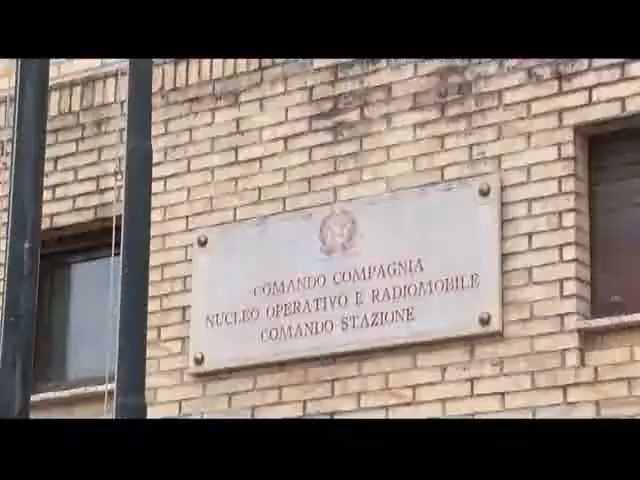 COMANDO COMPAGNIA
NUCLEO OPERATIVO E RADIOMOBILE
COMANDO STAZIONE